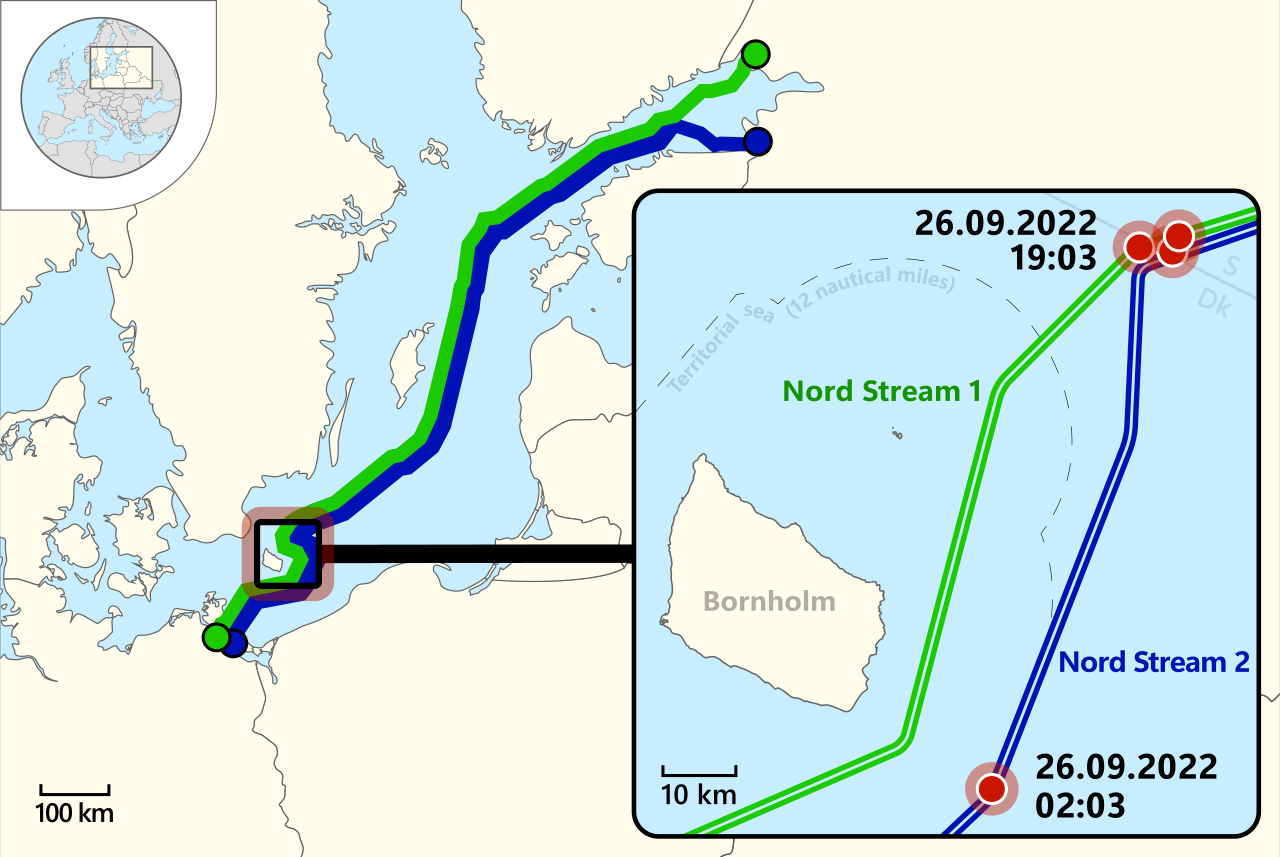 26.09.2022
19:03
S
Dk
Territorial sea (12 nautical miles)
Nord Stream 1
Bornholm
Nord Stream 2
26.09.2022
02:03
10 km
100 km